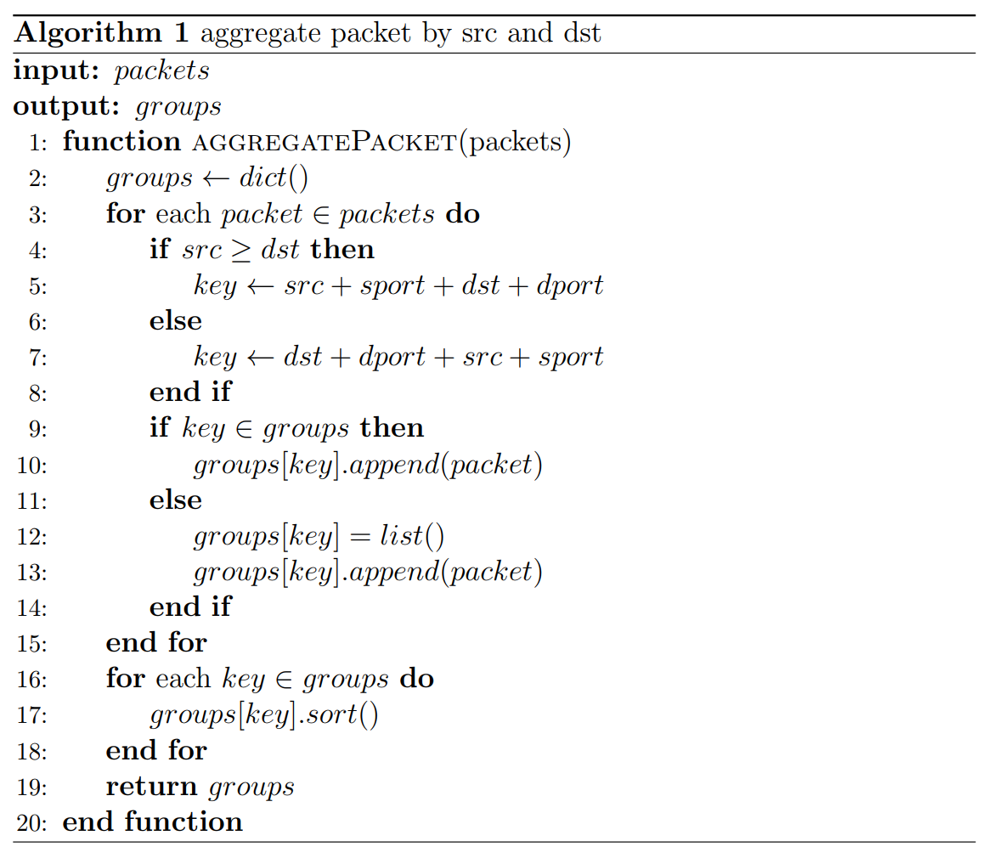 Algorithm 1 aggregate packet by src and dst
input: packets
output: groups
1: function AGGREGATEPACKET(packets)
2: groups ← dict()
3: for each packet ∈ packets do
4: if src ≥ dst then
5: key ← src + sport + dst + dport
6: else
7: key ← dst + dport + src + sport
8: end if
9: if key ∈ groups then
10: groups[key].append(packet)
11: else
12: groups[key] = list()
13: groups[key].append(packet)
14: end if
15: end for
16: for each key ∈ groups do
17: groups[key].sort()
18: end for
19: return groups
20: end function